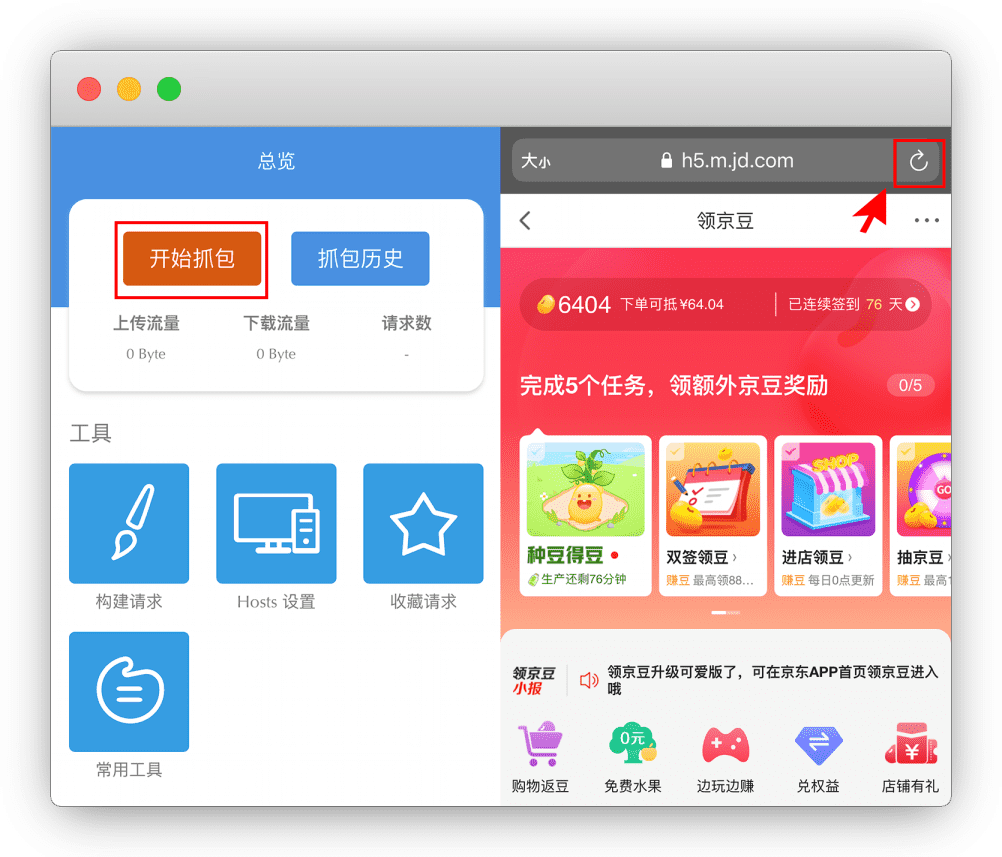 总览
开始抓包
抓包历史
上传流量
下载流量
请求数
0 Byte
0 Byte
-
工具
构建请求
Hosts 设置
收藏请求
常用工具
大小
h5.m.jd.com
领京豆
6404 下单可抵¥64.04
已连续签到 76 天
完成5个任务，领额外京豆奖励
0/5
种豆得豆
生产还剩76分钟
双签领豆
赚豆 最高领88...
SHOP
进店领豆
赚豆 每日0点更新
GO
抽京豆
赚豆 最高
领京豆
小报
领京豆升级可爱版了，可在京东APP首页领京豆进入
哦
0元
¥
购物返豆
免费水果
边玩边赚
兑权益
店铺有礼